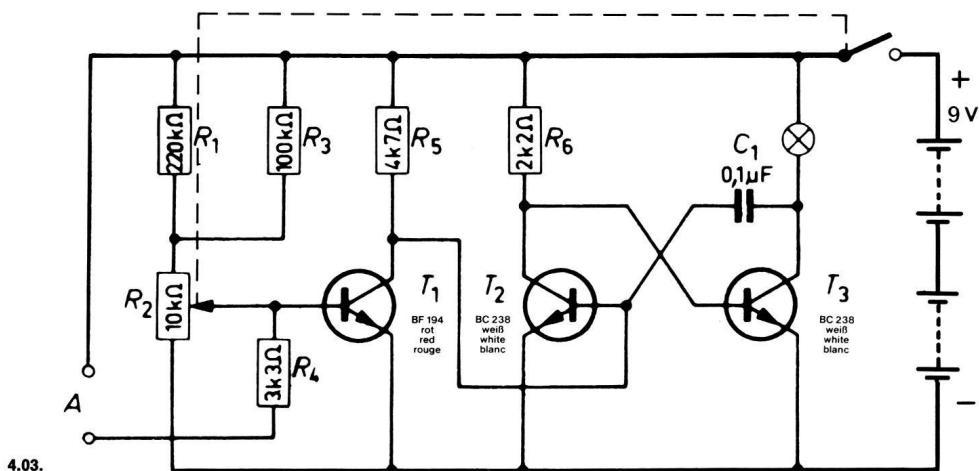 220kΩ
R1
100kΩ
R3
4k7Ω
R5
2k2Ω
R6
C1
0,1µF
+
9 V
R2
10kΩ
3k3Ω
R4
T1
BF 194
rot
red
rouge
T2
BC 238
weiß
white
blanc
T3
BC 238
weiß
white
blanc
A
−
4.03.